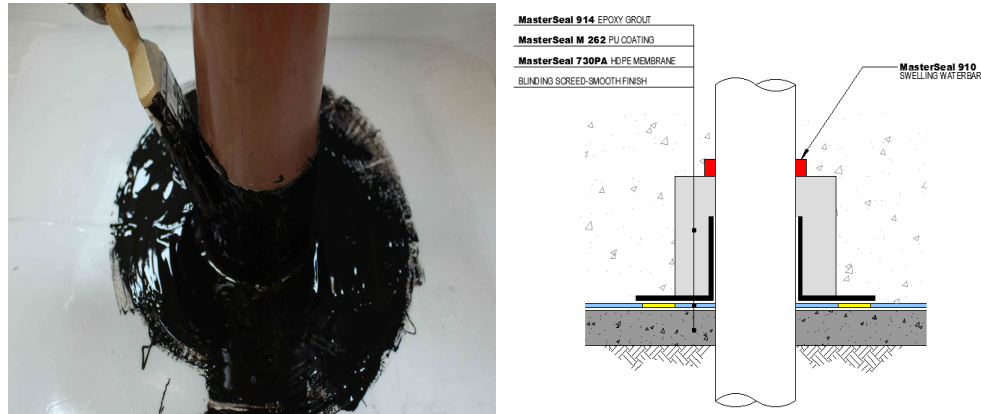 MasterSeal 914 EPOXY GROUT
MasterSeal M 262 PU COATING
MasterSeal 730PA HDPE MEMBRANE
BLINDING SCREED-SMOOTH FINISH
MasterSeal 910
SWELLING WATERBAR